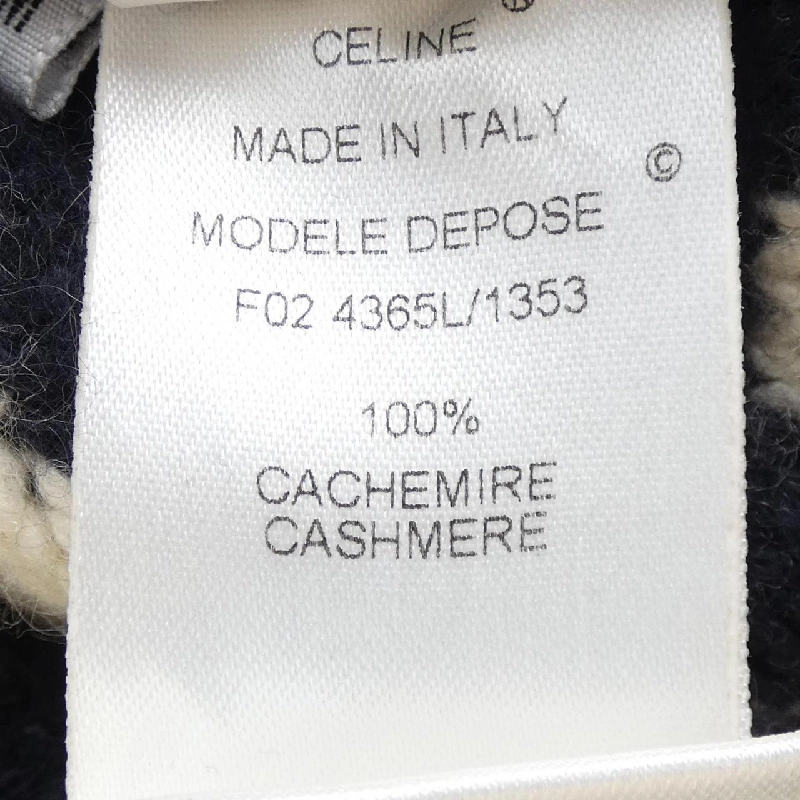 CELINE
MADE IN ITALY
©
MODELE DEPOSE
F02 4365L/1353
100%
CACHEMIRE
CASHMERE